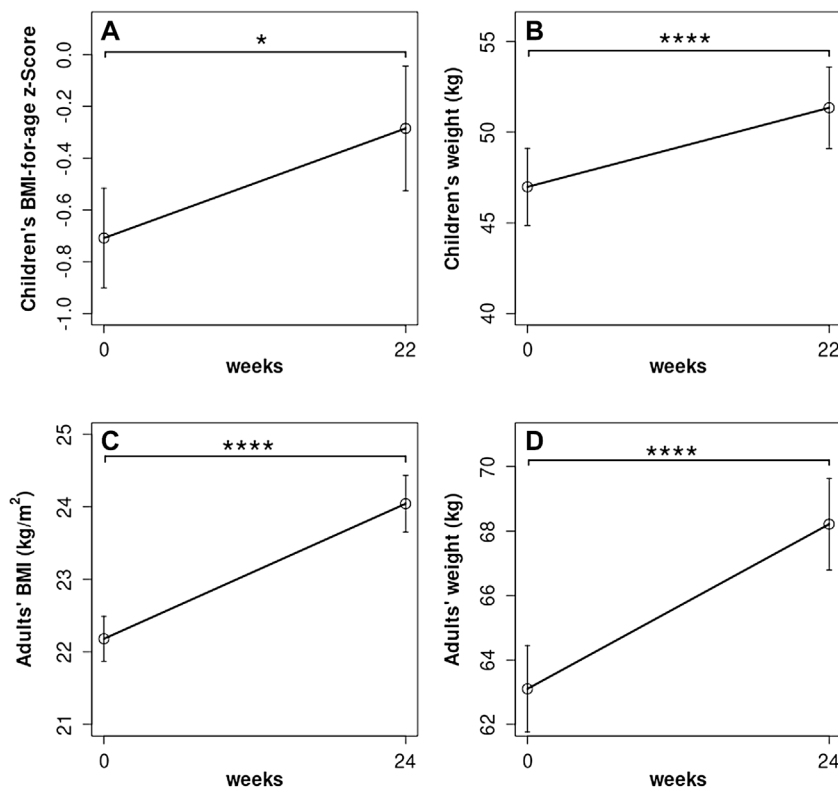 A
*
Children's BMI-for-age z-Score
0.0
-0.2
-0.4
-0.6
-0.8
-1.0
0
22
weeks
B
****
Children's weight (kg)
55
50
45
40
0
22
weeks
C
****
Adults' BMI (kg/m²)
25
24
23
22
21
0
24
weeks
D
****
Adults' weight (kg)
70
68
66
64
62
0
24
weeks